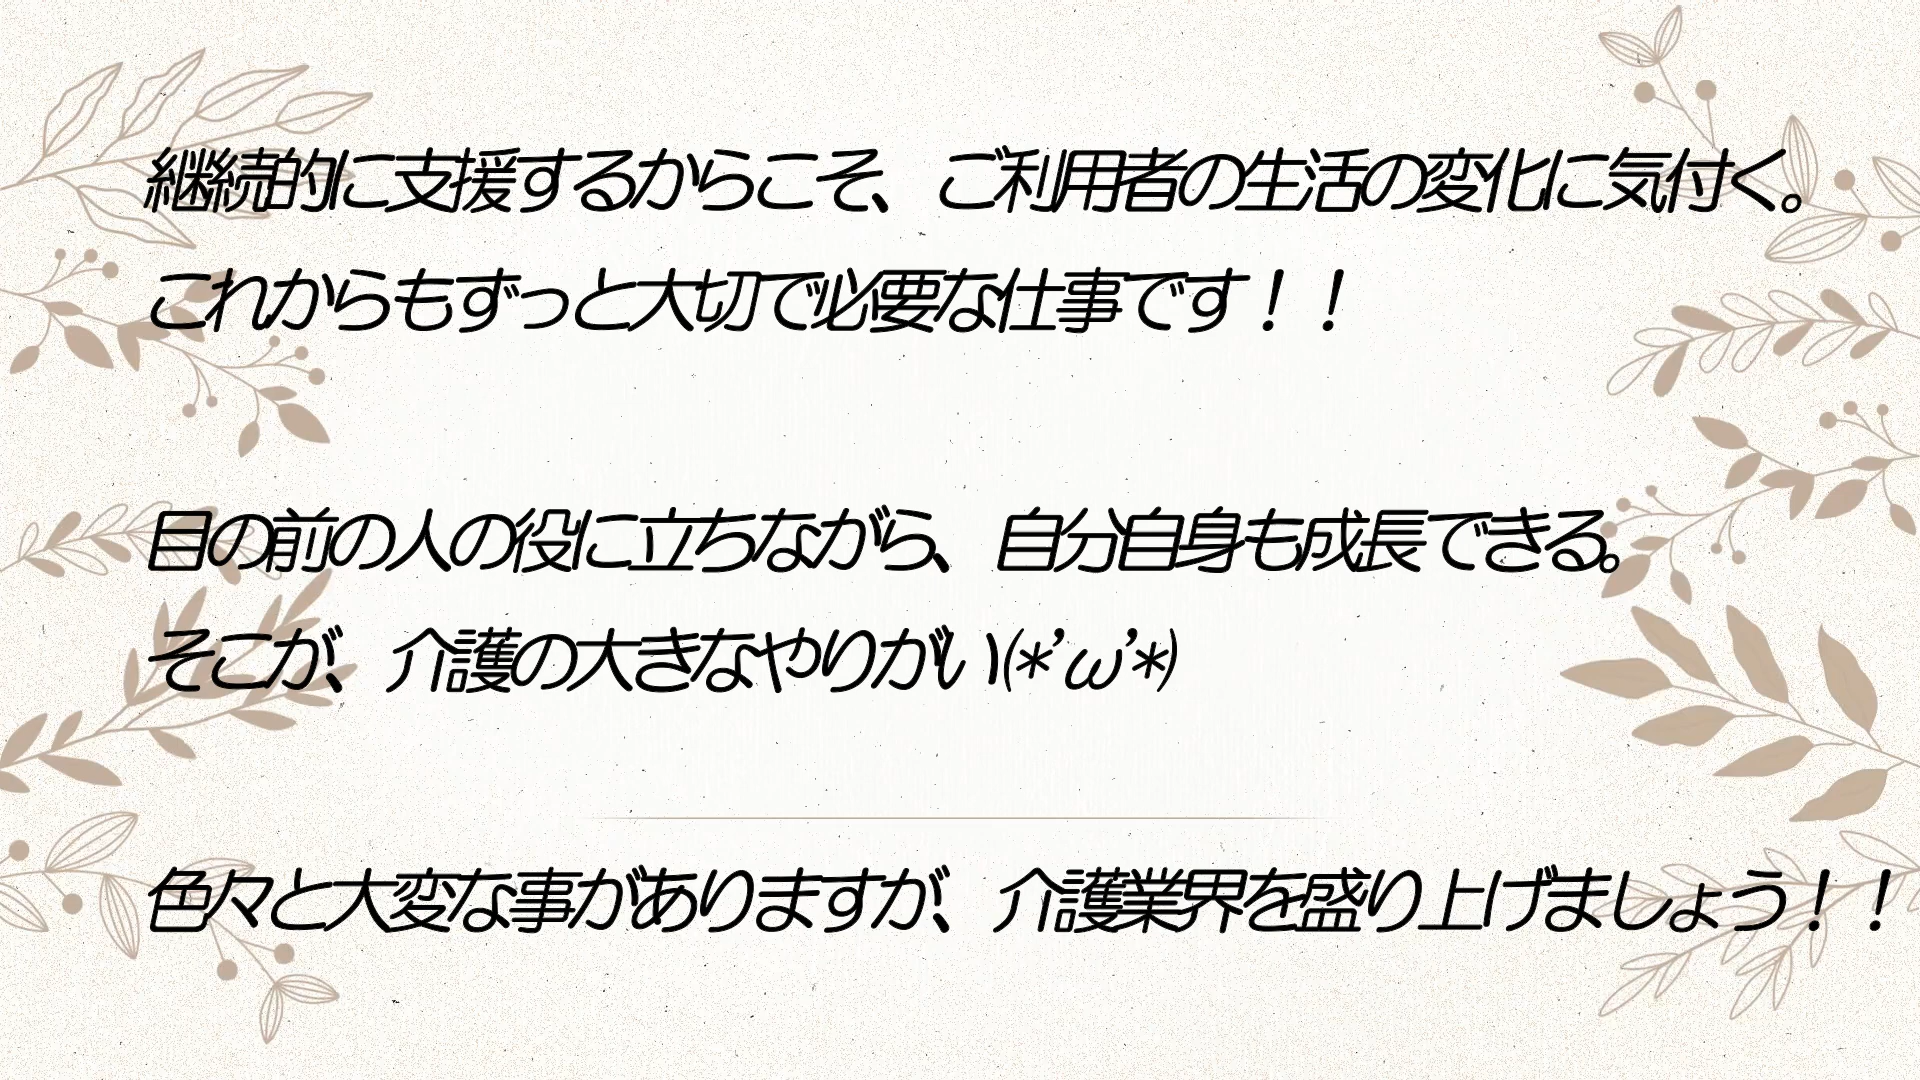 継続的に支援するからこそ、ご利用者の生活の変化に気付く。
これからもずっと大切で必要な仕事です！！
目の前の人の役に立ちながら、自分自身も成長できる。
そこが、介護の大きなやりがい(*’ω’*)
色々と大変な事がありますが、介護業界を盛り上げましょう！！